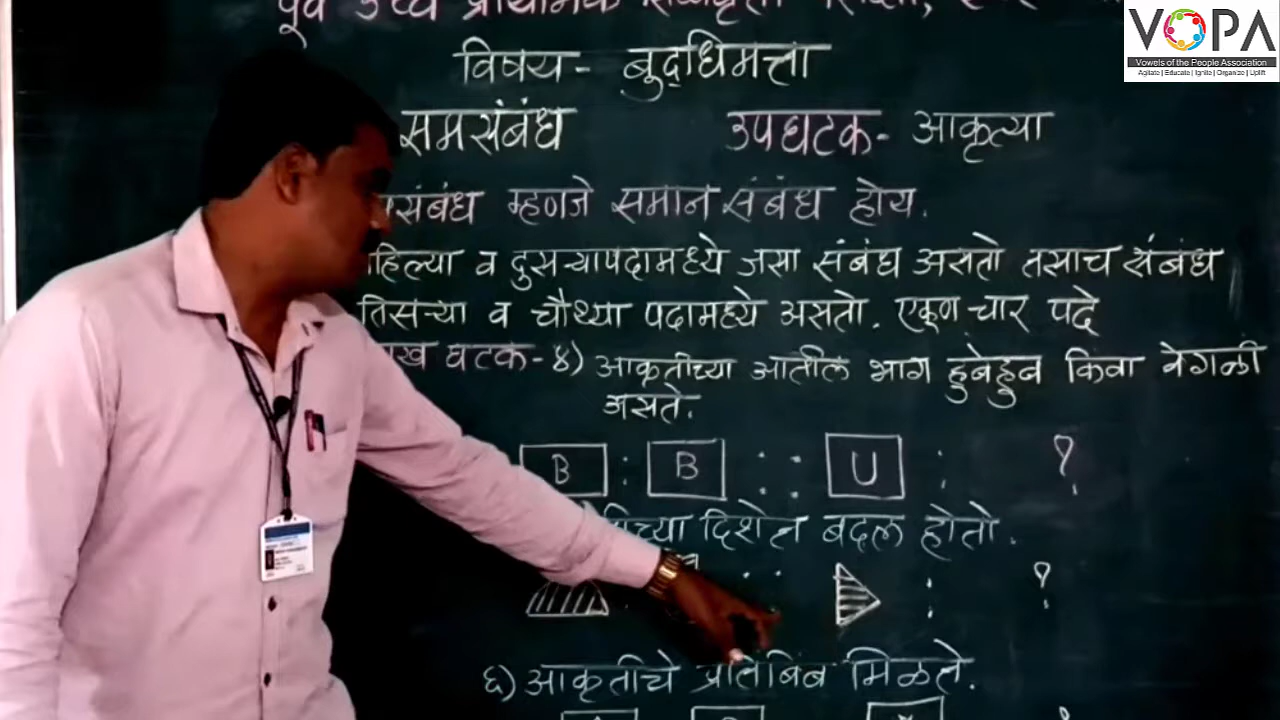 VOPA
Vowels of the People Association
Agitate | Educate | Ignite | Organize | Uplift
पूर्व उच्च प्राथमिक
विषय - बुद्धिमत्ता
समसंबंध उपघटक - आकृत्या
संबंध म्हणजे समान संबंध होय.
हिल्या व दुसऱ्यापदामध्ये जसा संबंध असतो तसाच संबंध
तिसऱ्या व चौथ्या पदामध्ये असतो. एकूण चार पदे
घटक - ४) आकृतीच्या आतील भाग हुबेहुब किंवा वेगळी
असते.
B : B :: U : ?
च्या दिशेत बदल होतो.
:: : ?
६) आकृतीचे प्रतिबिंब मिळते.